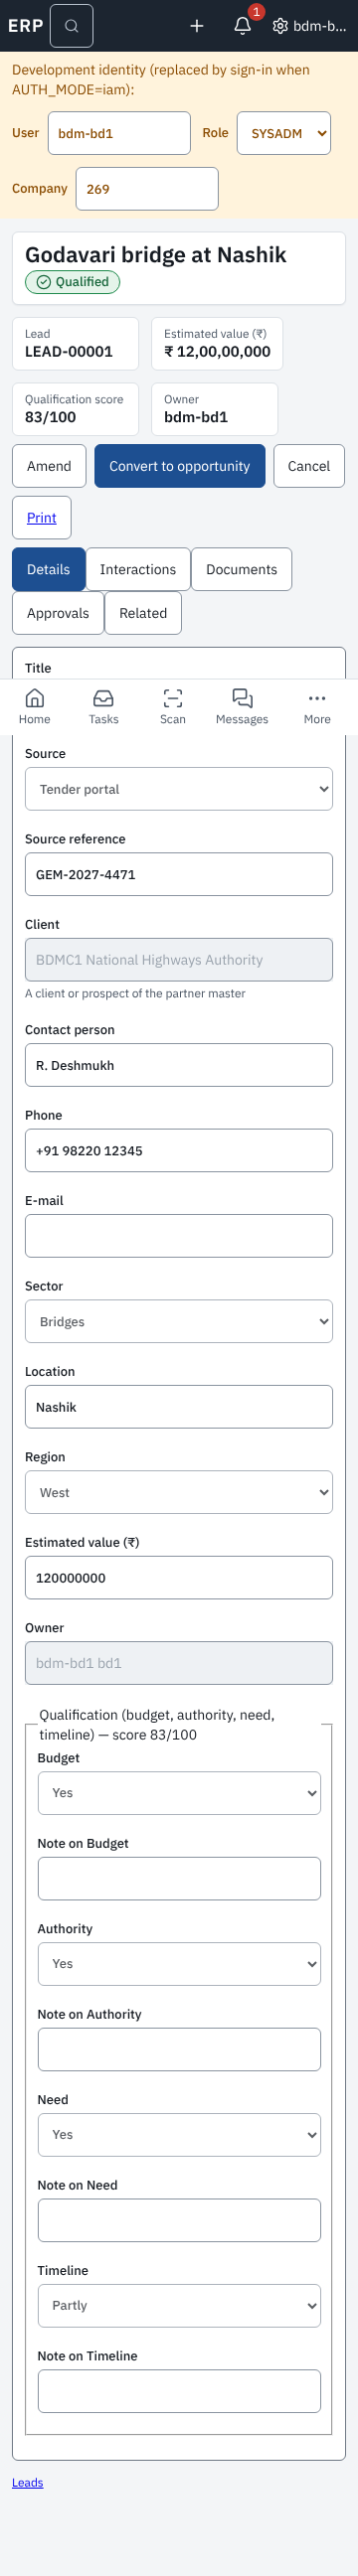 ERP
1
bdm-b...
Development identity (replaced by sign-in when
AUTH_MODE=iam):
User bdm-bd1 Role SYSADM
Company 269
Godavari bridge at Nashik
Qualified
Lead
LEAD-00001
Estimated value (₹)
₹ 12,00,00,000
Qualification score
83/100
Owner
bdm-bd1
Amend Convert to opportunity Cancel
Print
Details Interactions Documents
Approvals Related
Title
Home Tasks Scan Messages More
Source
Tender portal
Source reference
GEM-2027-4471
Client
BDMC1 National Highways Authority
A client or prospect of the partner master
Contact person
R. Deshmukh
Phone
+91 98220 12345
E-mail
Sector
Bridges
Location
Nashik
Region
West
Estimated value (₹)
120000000
Owner
bdm-bd1 bd1
Qualification (budget, authority, need,
timeline) — score 83/100
Budget
Yes
Note on Budget
Authority
Yes
Note on Authority
Need
Yes
Note on Need
Timeline
Partly
Note on Timeline
Leads